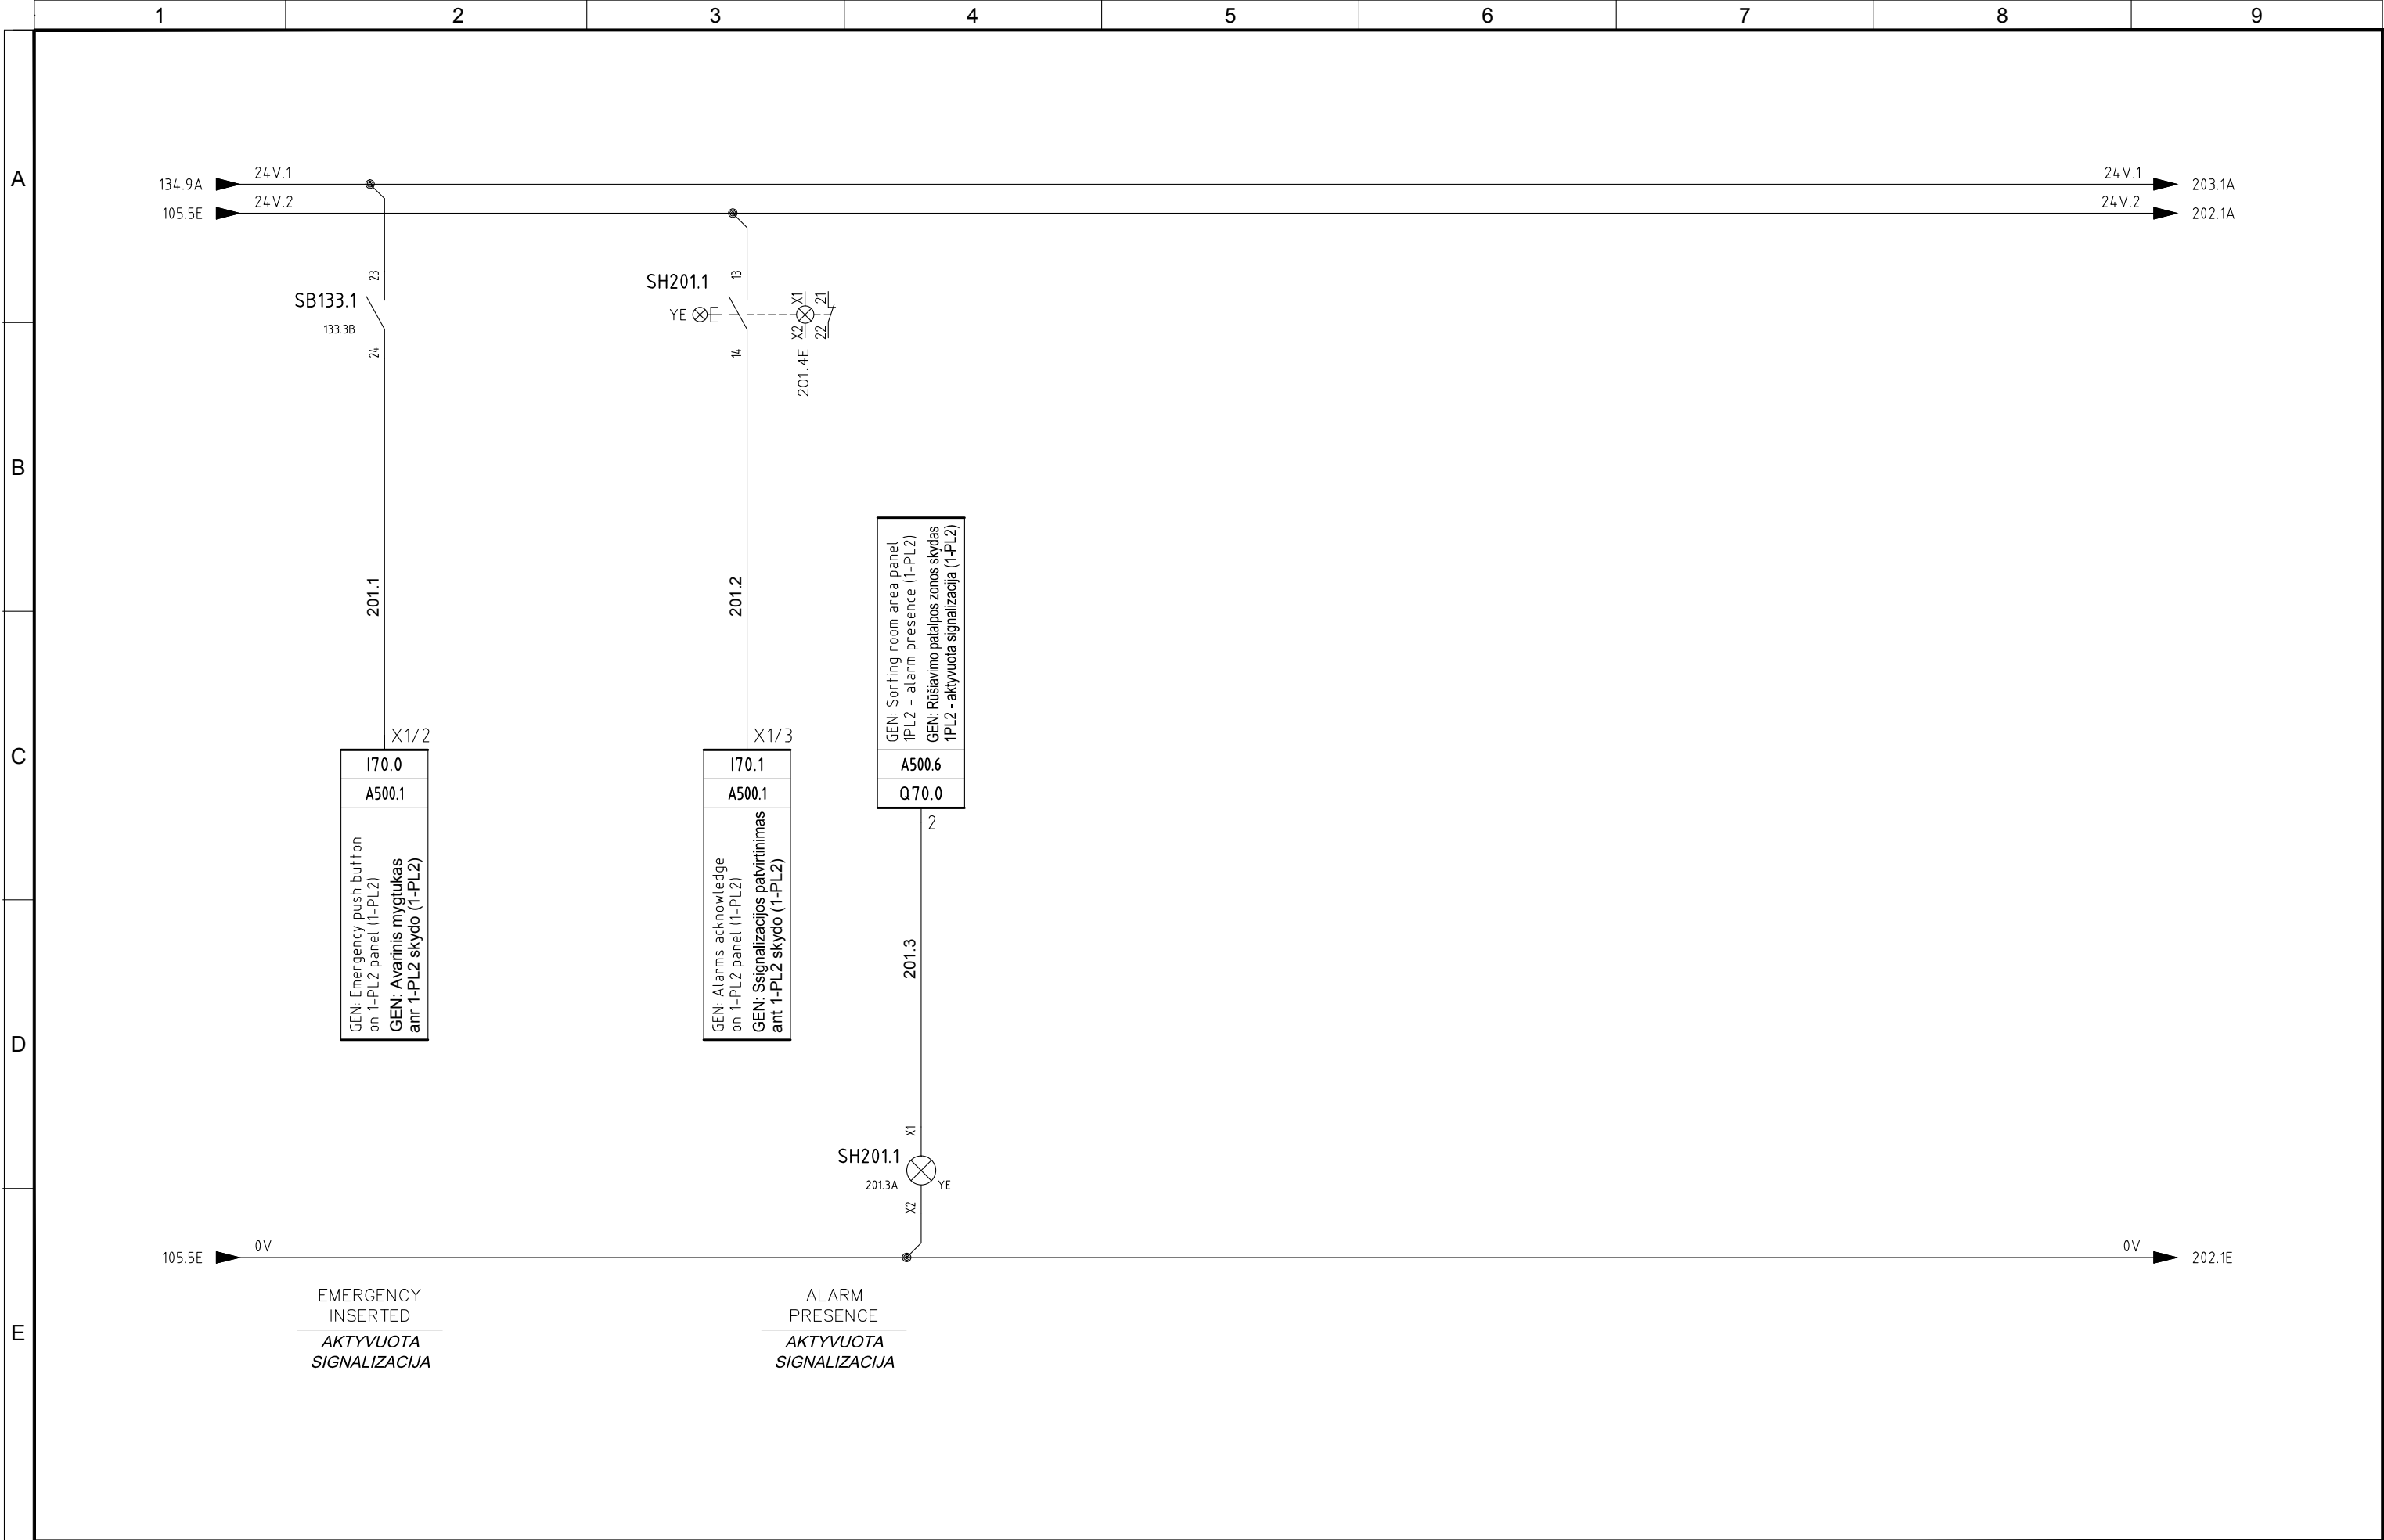 1 2 3 4 5 6 7 8 9
A
B
C
D
E
134.9A 24V.1 24V.1 203.1A
105.5E 24V.2 24V.2 202.1A
23
SB133.1
133.3B
24
SH201.1
13
YE
14
X1 21
X2 22
201.4E
201.1
201.2
GEN: Sorting room area panel
1PL2 - alarm presence (1-PL2)
GEN: Rūšiavimo patalpos zonos skydas
1PL2 - aktyvuota signalizacija (1-PL2)
A500.6
Q70.0
2
X1/2
I70.0
A500.1
GEN: Emergency push button
on 1-PL2 panel (1-PL2)
GEN: Avarinis mygtukas
anr 1-PL2 skydo (1-PL2)
X1/3
I70.1
A500.1
GEN: Alarms acknowledge
on 1-PL2 panel (1-PL2)
GEN: Ssignalizacijos patvirtinimas
ant 1-PL2 skydo (1-PL2)
201.3
X1
SH201.1
201.3A
YE
X2
105.5E 0V 0V 202.1E
EMERGENCY
INSERTED
AKTYVUOTA
SIGNALIZACIJA
ALARM
PRESENCE
AKTYVUOTA
SIGNALIZACIJA